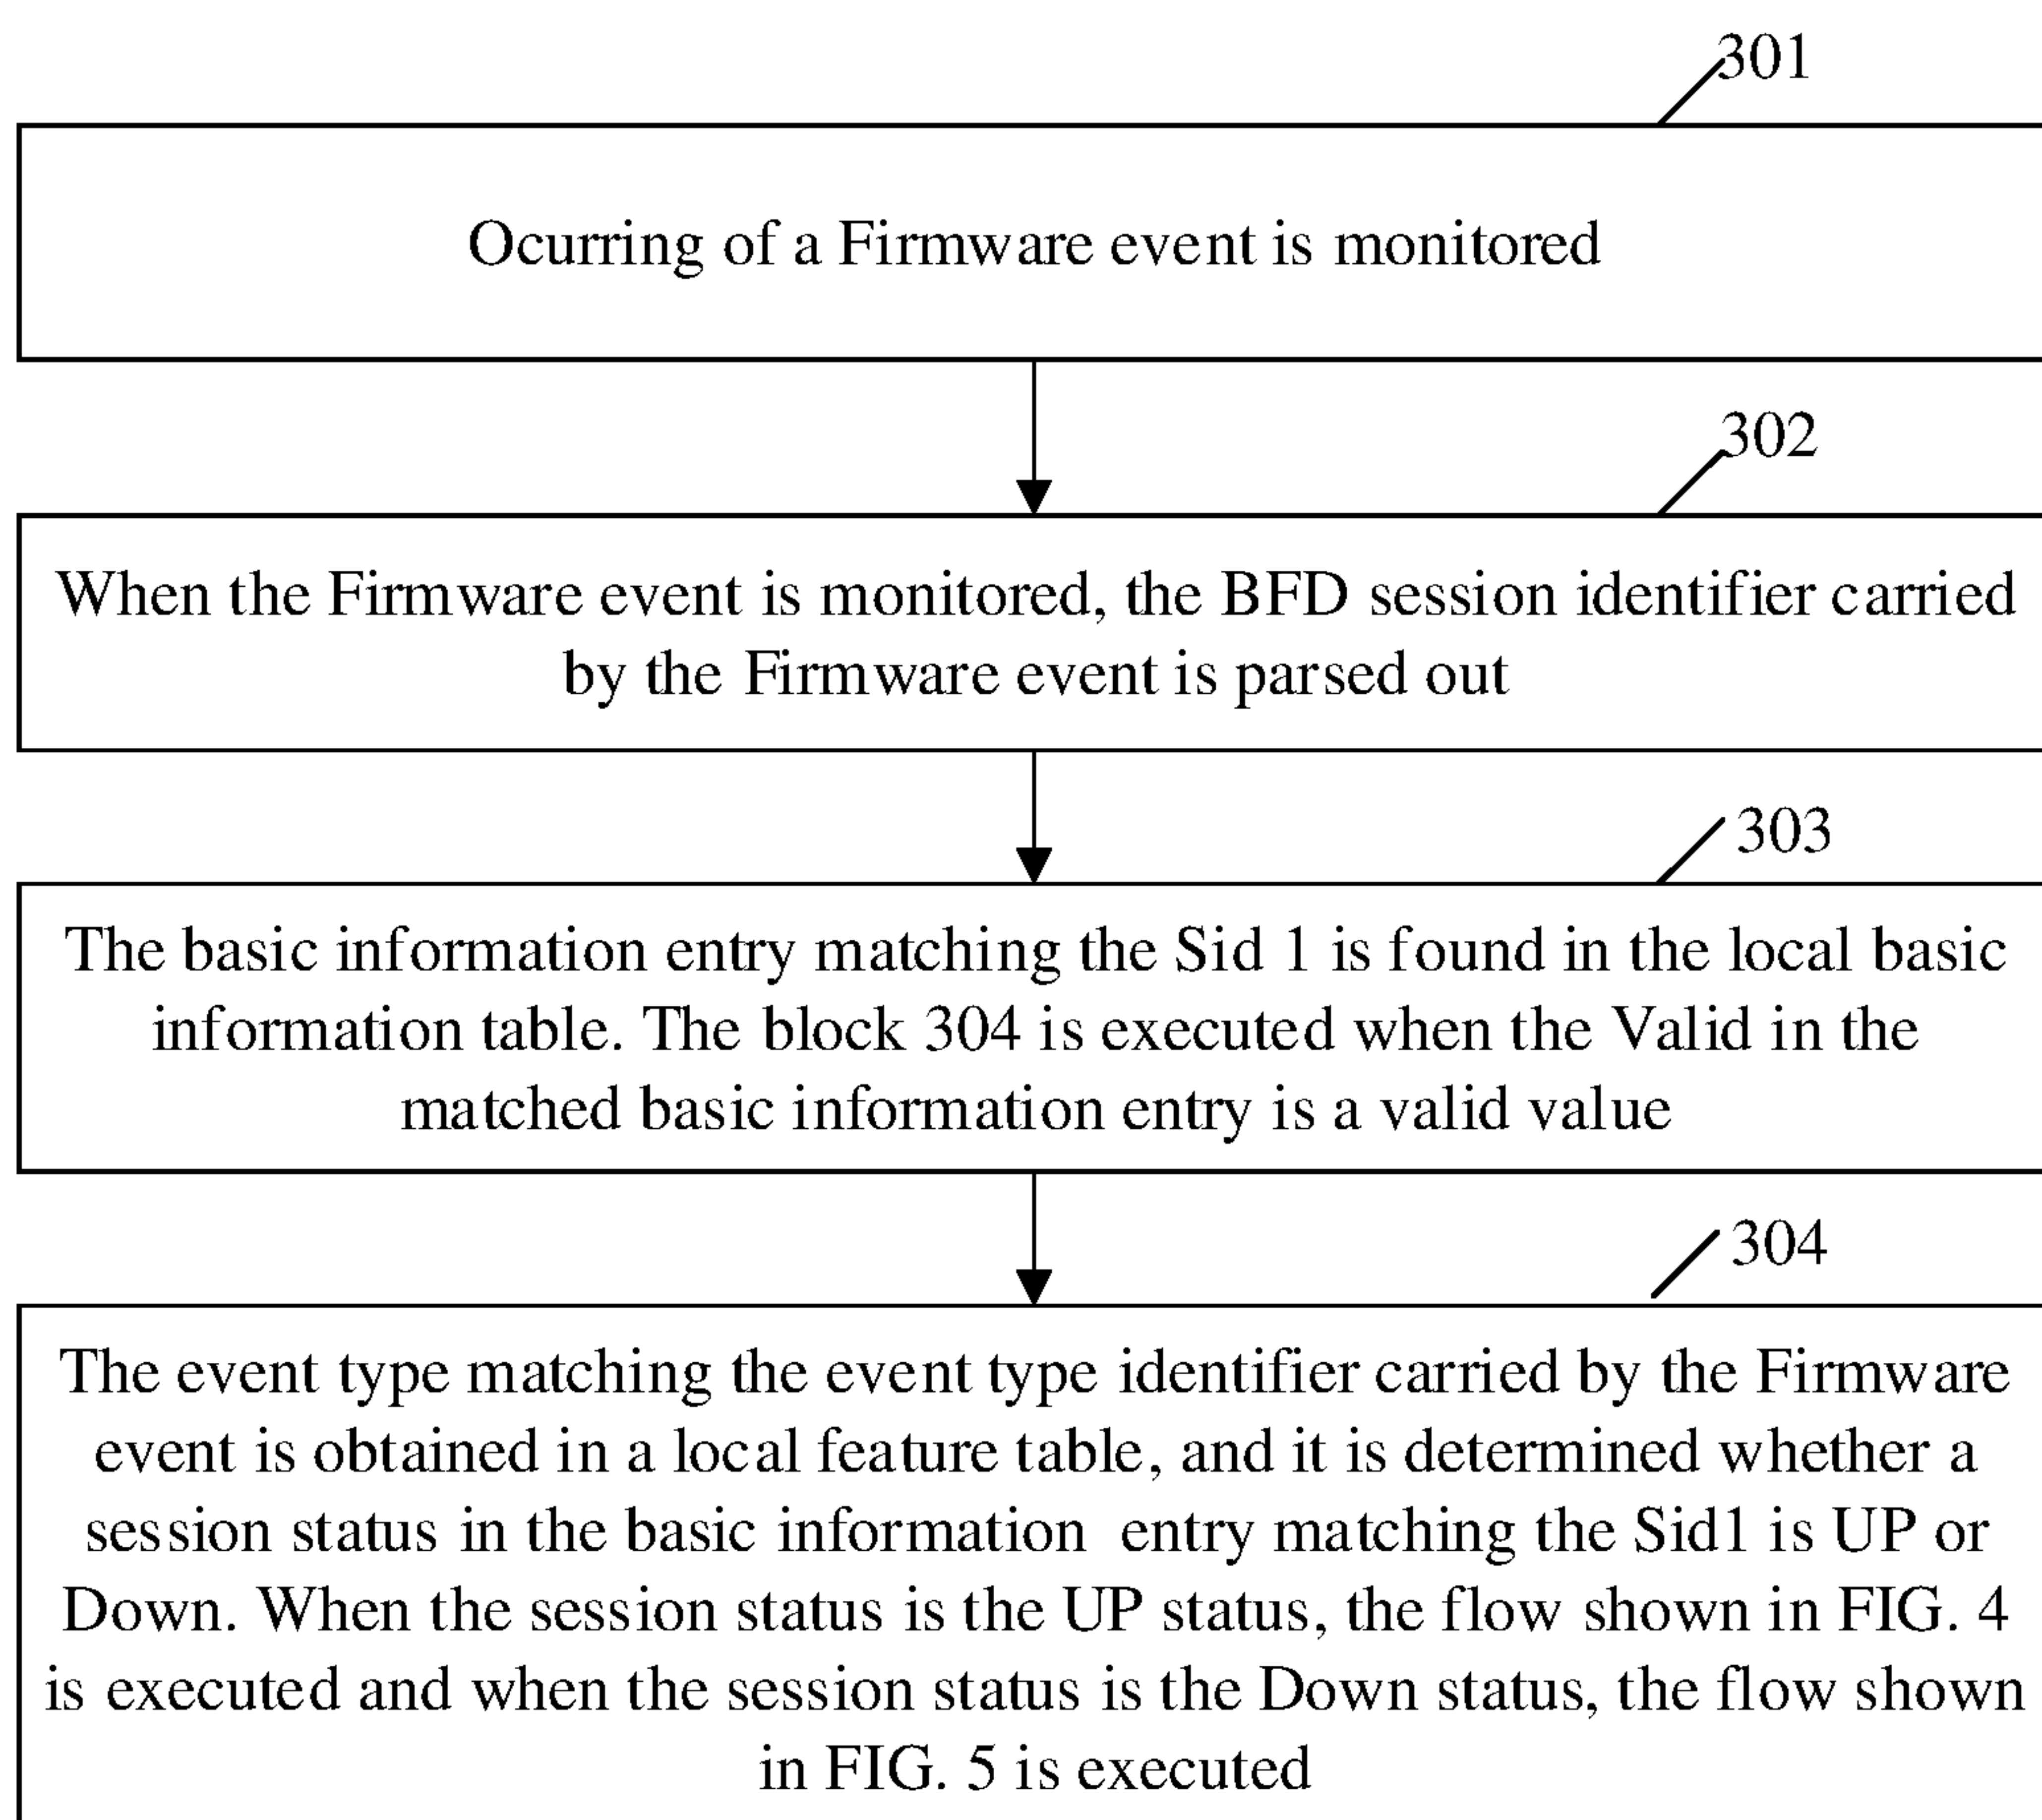 301
Ocurring of a Firmware event is monitored
302
When the Firmware event is monitored, the BFD session identifier carried
by the Firmware event is parsed out
303
The basic information entry matching the Sid 1 is found in the local basic
information table. The block 304 is executed when the Valid in the
matched basic information entry is a valid value
304
The event type matching the event type identifier carried by the Firmware
event is obtained in a local feature table, and it is determined whether a
session status in the basic information entry matching the Sid1 is UP or
Down. When the session status is the UP status, the flow shown in FIG. 4
is executed and when the session status is the Down status, the flow shown
in FIG. 5 is executed